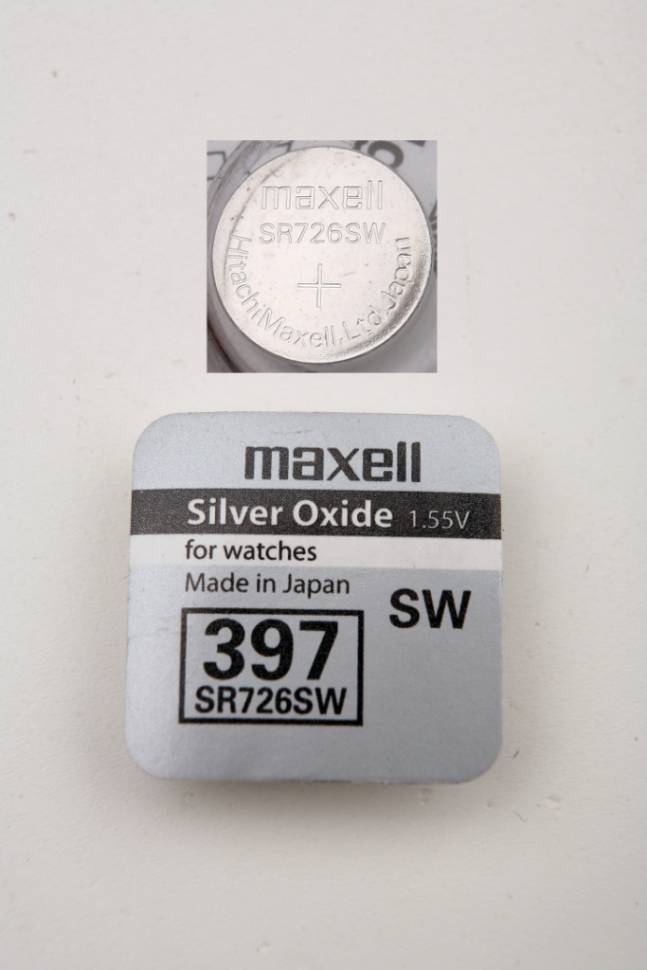 maxell
SR726SW
HitachiMaxell,Ltd.Japan
maxell
Silver Oxide 1.55V
for watches
Made in Japan
SW
397
SR726SW